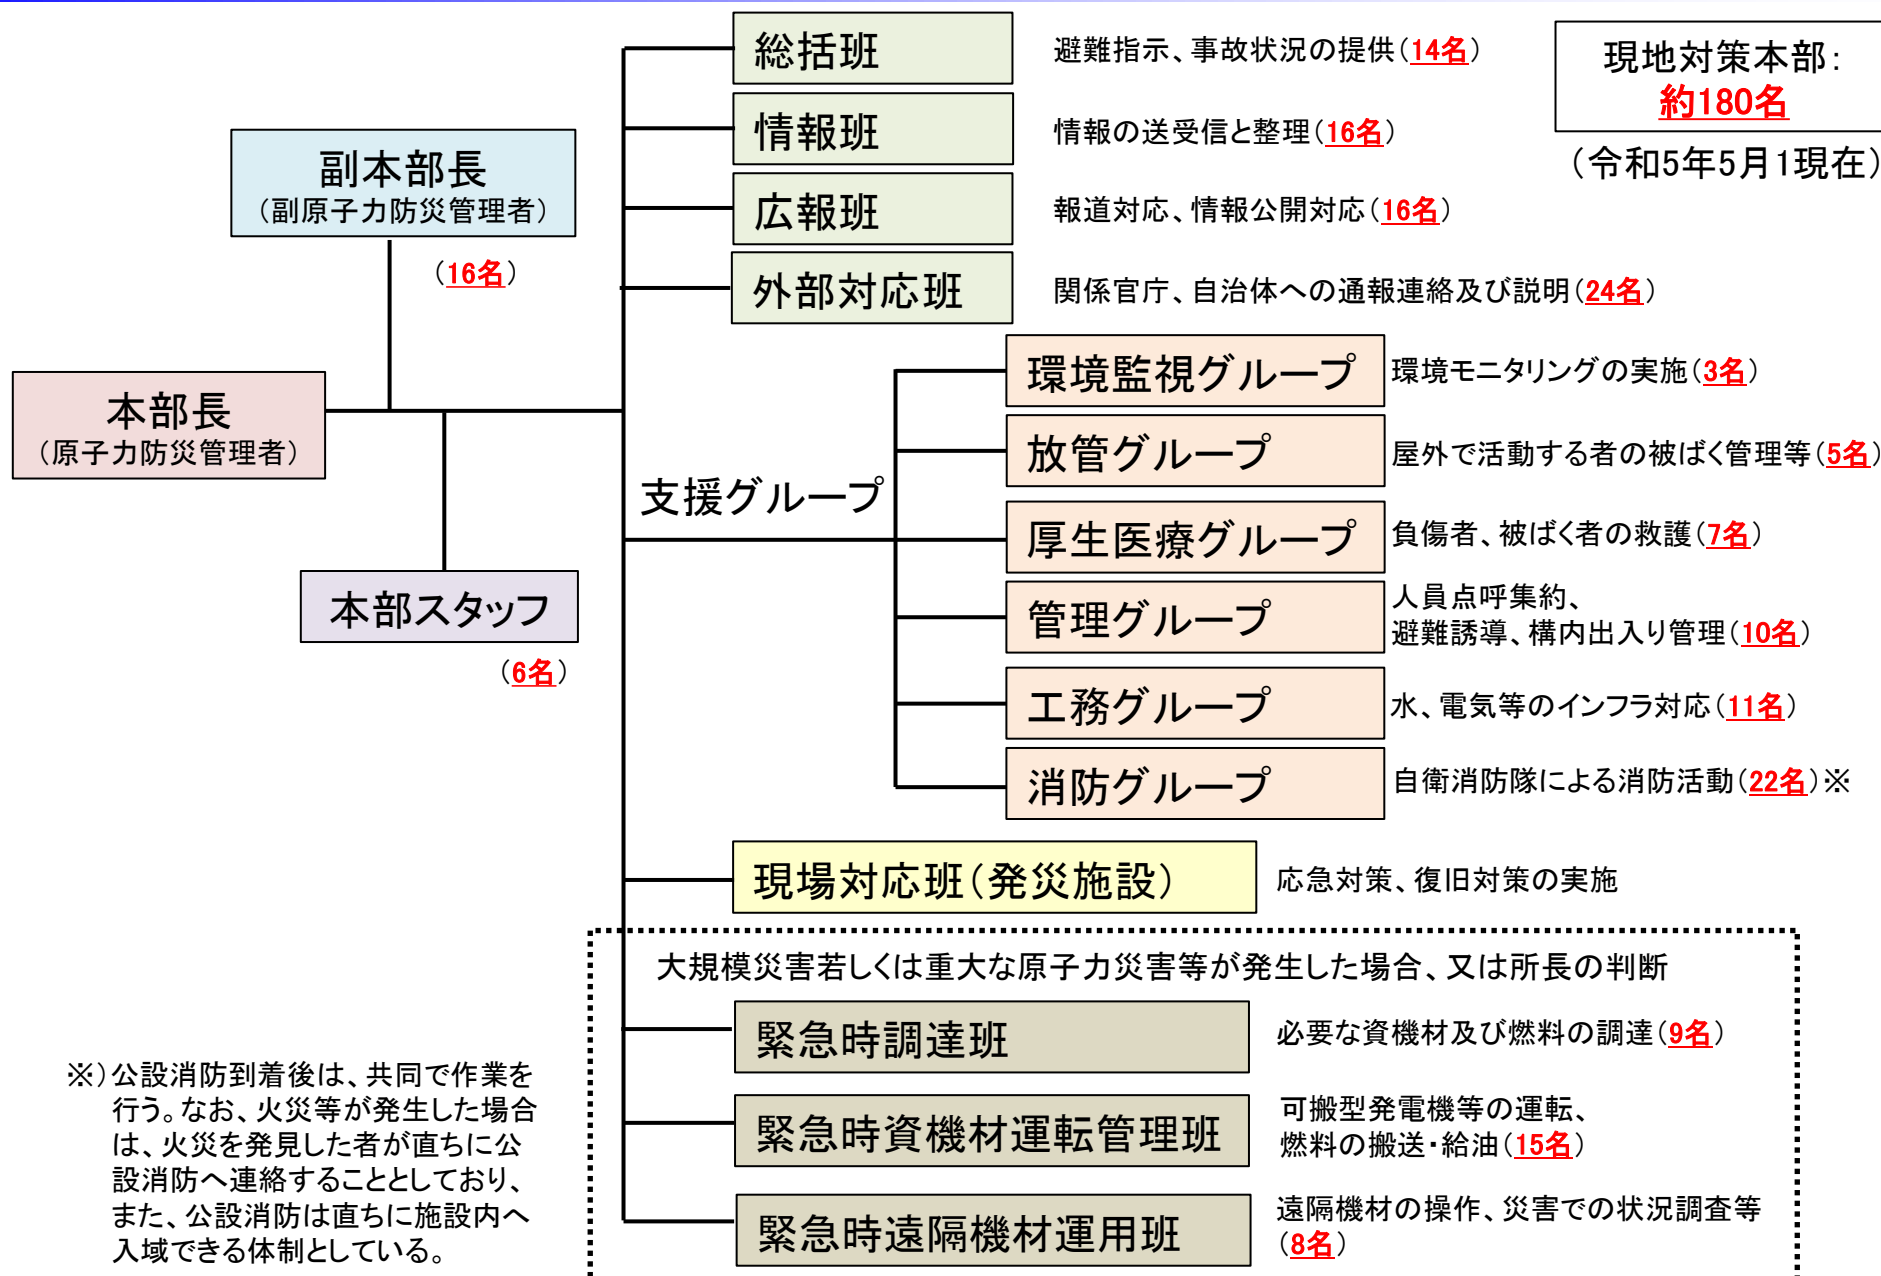 総括班
避難指示、事故状況の提供（14名）
現地対策本部：
約180名
（令和5年5月1現在）
情報班
情報の送受信と整理（16名）
広報班
報道対応、情報公開対応（16名）
外部対応班
関係官庁、自治体への通報連絡及び説明（24名）
副本部長
（副原子力防災管理者）
（16名）
本部長
（原子力防災管理者）
本部スタッフ
（6名）
支援グループ
環境監視グループ
環境モニタリングの実施（3名）
放管グループ
屋外で活動する者の被ばく管理等（5名）
厚生医療グループ
負傷者、被ばく者の救護（7名）
管理グループ
人員点呼集約、
避難誘導、構内出入り管理（10名）
工務グループ
水、電気等のインフラ対応（11名）
消防グループ
自衛消防隊による消防活動（22名）※
現場対応班（発災施設）
応急対策、復旧対策の実施
大規模災害若しくは重大な原子力災害等が発生した場合、又は所長の判断
緊急時調達班
必要な資機材及び燃料の調達（9名）
緊急時資機材運転管理班
可搬型発電機等の運転、
燃料の搬送・給油（15名）
緊急時遠隔機材運用班
遠隔機材の操作、災害での状況調査等
（8名）
※）公設消防到着後は、共同で作業を
行う。なお、火災等が発生した場合
は、火災を発見した者が直ちに公
設消防へ連絡することとしており、
また、公設消防は直ちに施設内へ
入域できる体制としている。